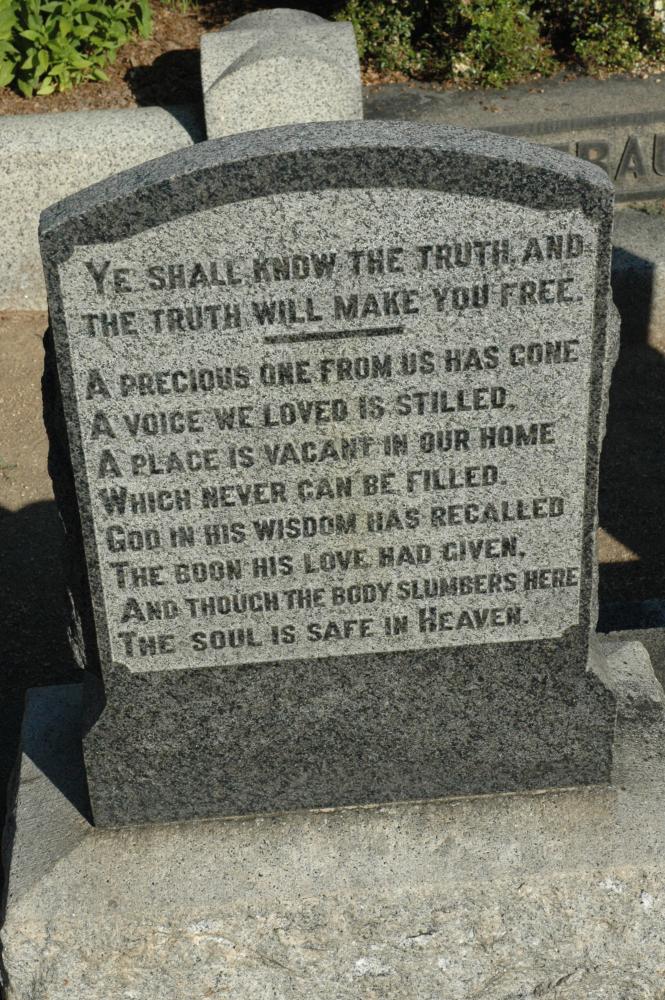 YE SHALL KNOW THE TRUTH, AND
THE TRUTH WILL MAKE YOU FREE.
A PRECIOUS ONE FROM US HAS GONE
A VOICE WE LOVED IS STILLED.
A PLACE IS VACANT IN OUR HOME
WHICH NEVER CAN BE FILLED.
GOD IN HIS WISDOM HAS RECALLED
THE BOON HIS LOVE HAD GIVEN,
AND THOUGH THE BODY SLUMBERS HERE
THE SOUL IS SAFE IN HEAVEN.